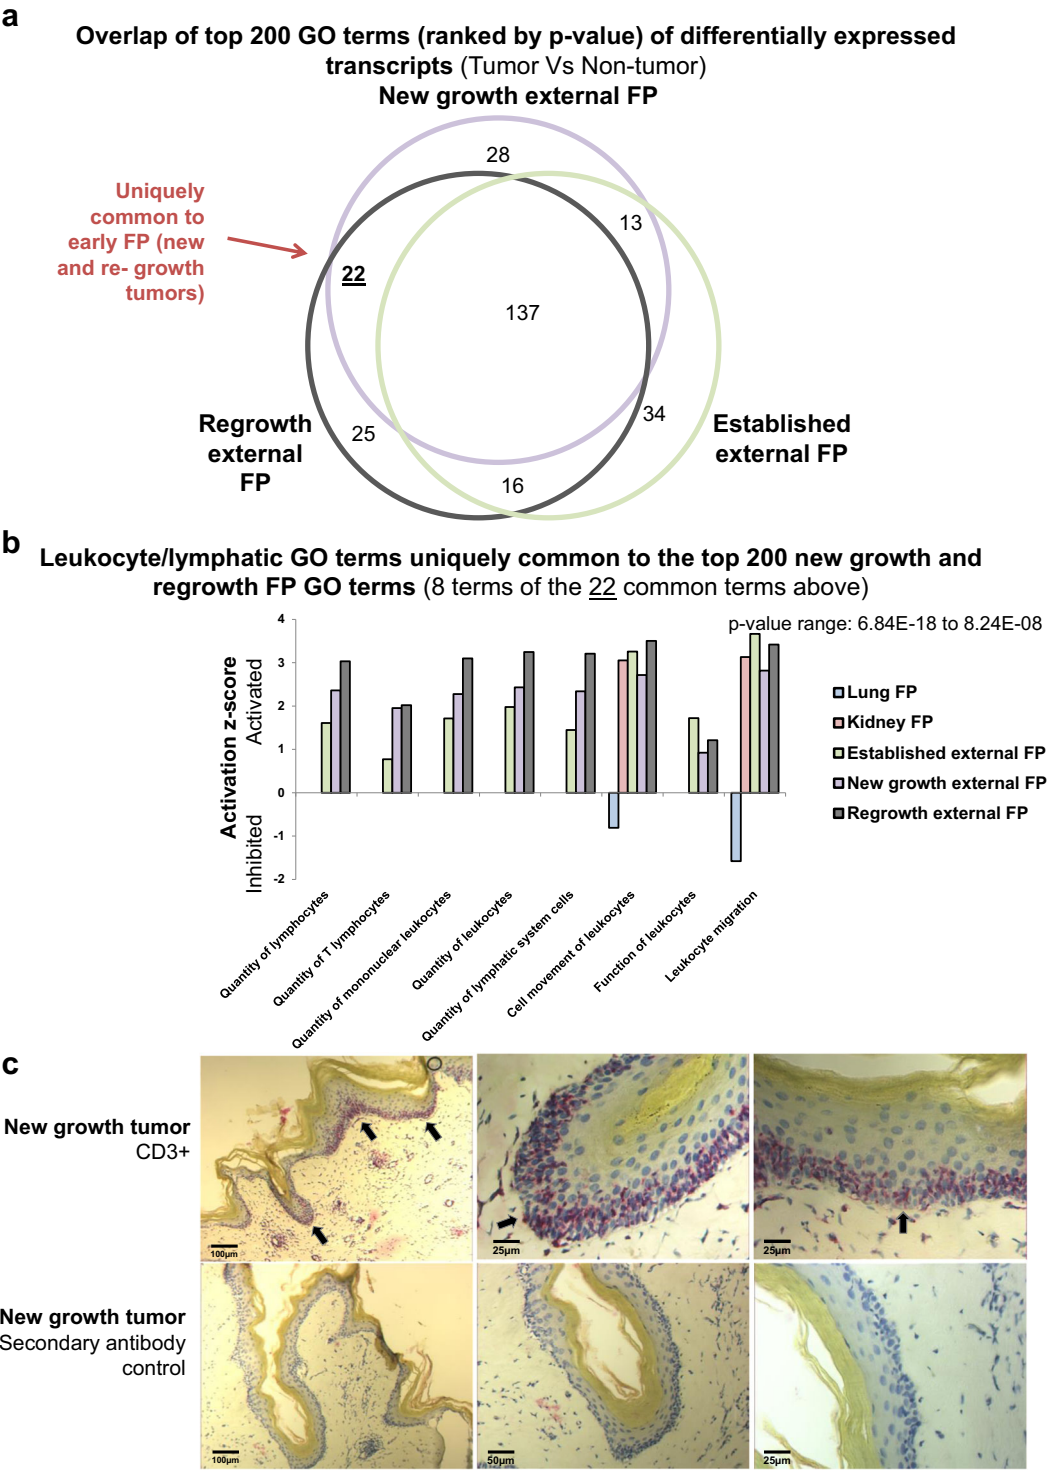 a
Overlap of top 200 GO terms (ranked by p-value) of differentially expressed
transcripts (Tumor Vs Non-tumor)
New growth external FP
28
13
Uniquely
common to
early FP (new
and re- growth
tumors)
22
137
34
Regrowth
external
FP
25
Established
external FP
16
b
Leukocyte/lymphatic GO terms uniquely common to the top 200 new growth and
regrowth FP GO terms (8 terms of the 22 common terms above)
p-value range: 6.84E-18 to 8.24E-08
Activation z-score
Activated
Inhibited
4
3
2
1
0
-1
-2
Lung FP
Kidney FP
Established external FP
New growth external FP
Regrowth external FP
Quantity of lymphocytes
Quantity of T lymphocytes
Quantity of mononuclear leukocytes
Quantity of leukocytes
Quantity of lymphatic system cells
Cell movement of leukocytes
Function of leukocytes
Leukocyte migration
c
New growth tumor
CD3+
100µm
25µm
25µm
New growth tumor
Secondary antibody
control
100µm
50µm
25µm